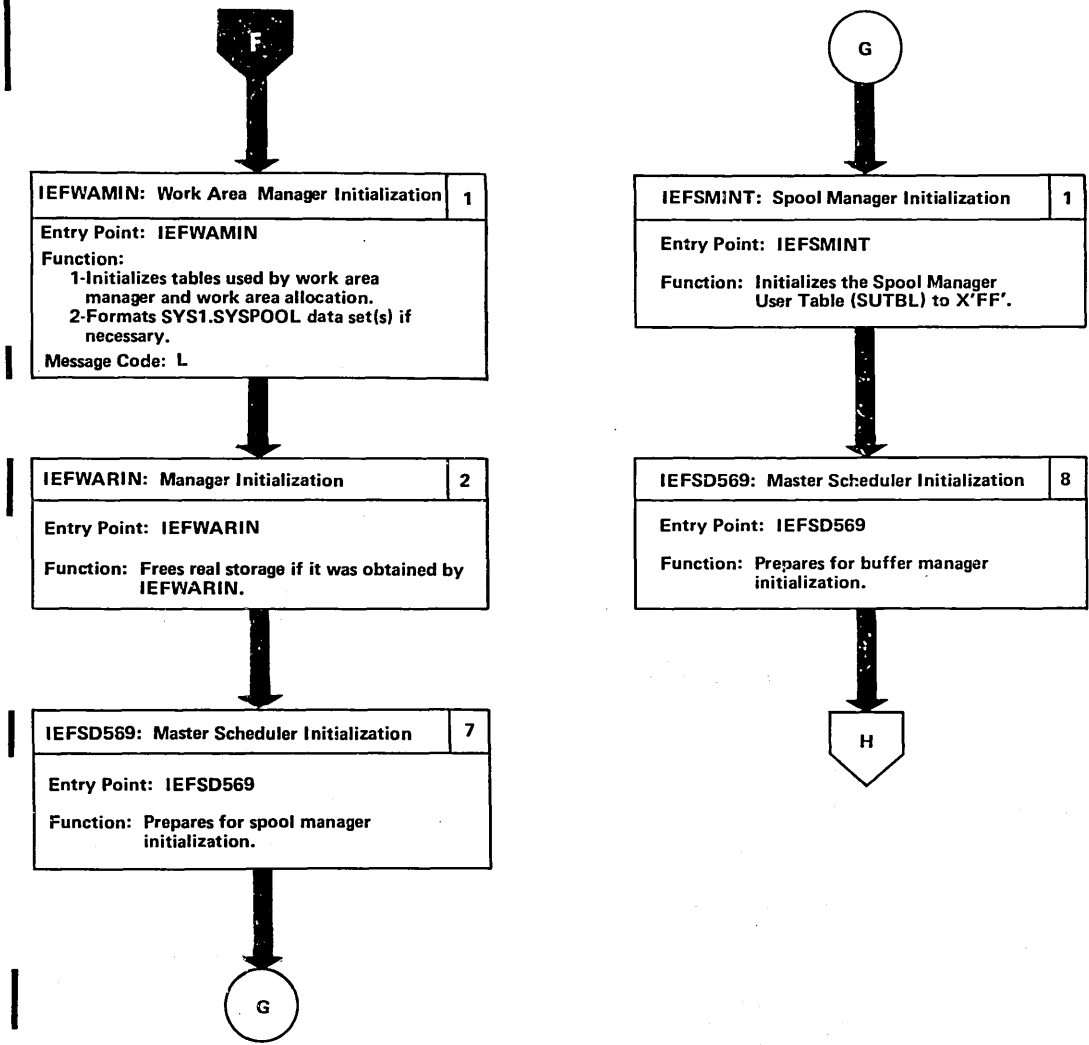 F
IEFWAMIN: Work Area Manager Initialization 1
Entry Point: IEFWAMIN
Function:
1-Initializes tables used by work area
manager and work area allocation.
2-Formats SYS1.SYSPOOL data set(s) if
necessary.
Message Code: L
IEFWARIN: Manager Initialization 2
Entry Point: IEFWARIN
Function: Frees real storage if it was obtained by
IEFWARIN.
IEFSD569: Master Scheduler Initialization 7
Entry Point: IEFSD569
Function: Prepares for spool manager
initialization.
G
G
IEFSMINT: Spool Manager Initialization 1
Entry Point: IEFSMINT
Function: Initializes the Spool Manager
User Table (SUTBL) to X'FF'.
IEFSD569: Master Scheduler Initialization 8
Entry Point: IEFSD569
Function: Prepares for buffer manager
initialization.
H